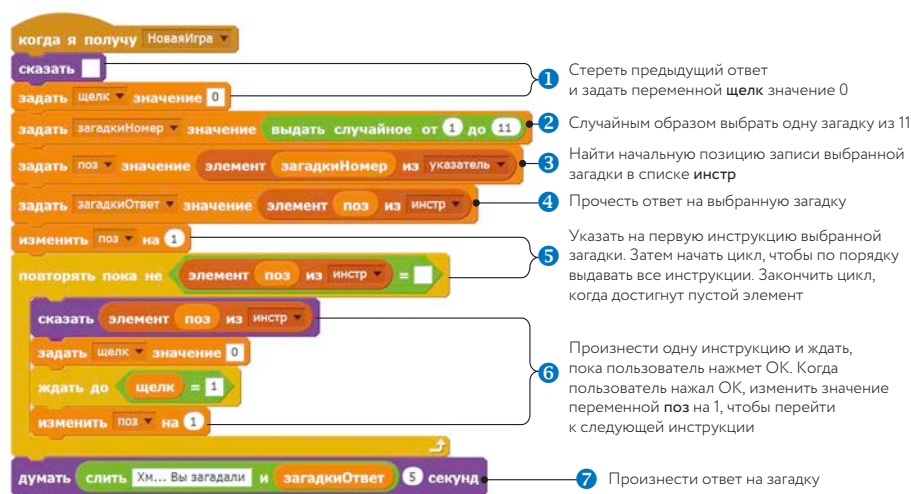 когда я получу НоваяИгра
сказать
задать щелк значение 0
1 Стереть предыдущий ответ
и задать переменной щелк значение 0
задать загадкиНомер значение выдать случайное от 1 до 11
2 Случайным образом выбрать одну загадку из 11
задать поз значение элемент загадкиНомер из указатель
3 Найти начальную позицию записи выбранной
загадки в списке инстр
задать загадкиОтвет значение элемент поз из инстр
4 Прочесть ответ на выбранную загадку
изменить поз на 1
повторять пока не элемент поз из инстр =
5 Указать на первую инструкцию выбранной
загадки. Затем начать цикл, чтобы по порядку
выдавать все инструкции. Закончить цикл,
когда достигнут пустой элемент
сказать элемент поз из инстр
задать щелк значение 0
ждать до щелк = 1
изменить поз на 1
6 Произнести одну инструкцию и ждать,
пока пользователь нажмет ОК. Когда
пользователь нажал ОК, изменить значение
переменной поз на 1, чтобы перейти
к следующей инструкции
думать слить Хм... Вы загадали и загадкиОтвет 5 секунд
7 Произнести ответ на загадку